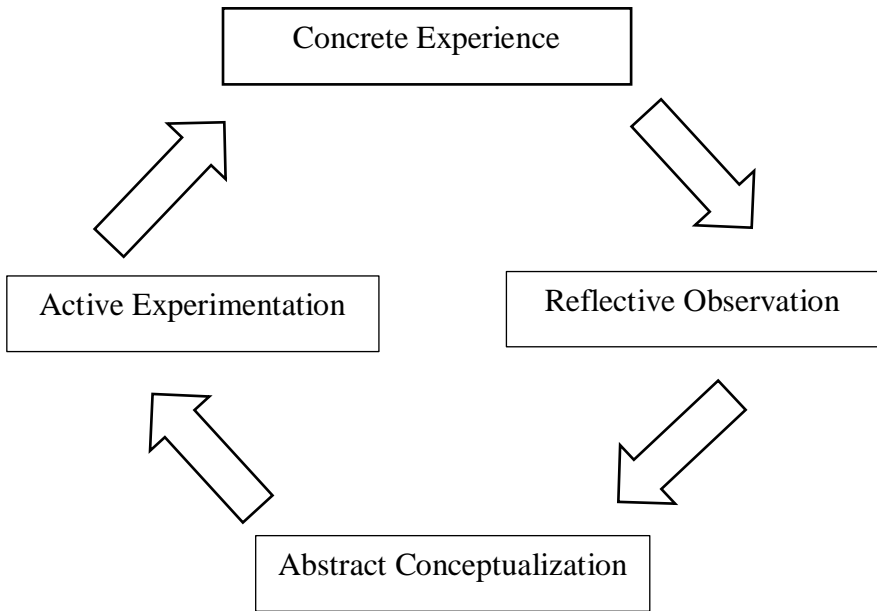 Concrete Experience
Active Experimentation
Reflective Observation
Abstract Conceptualization